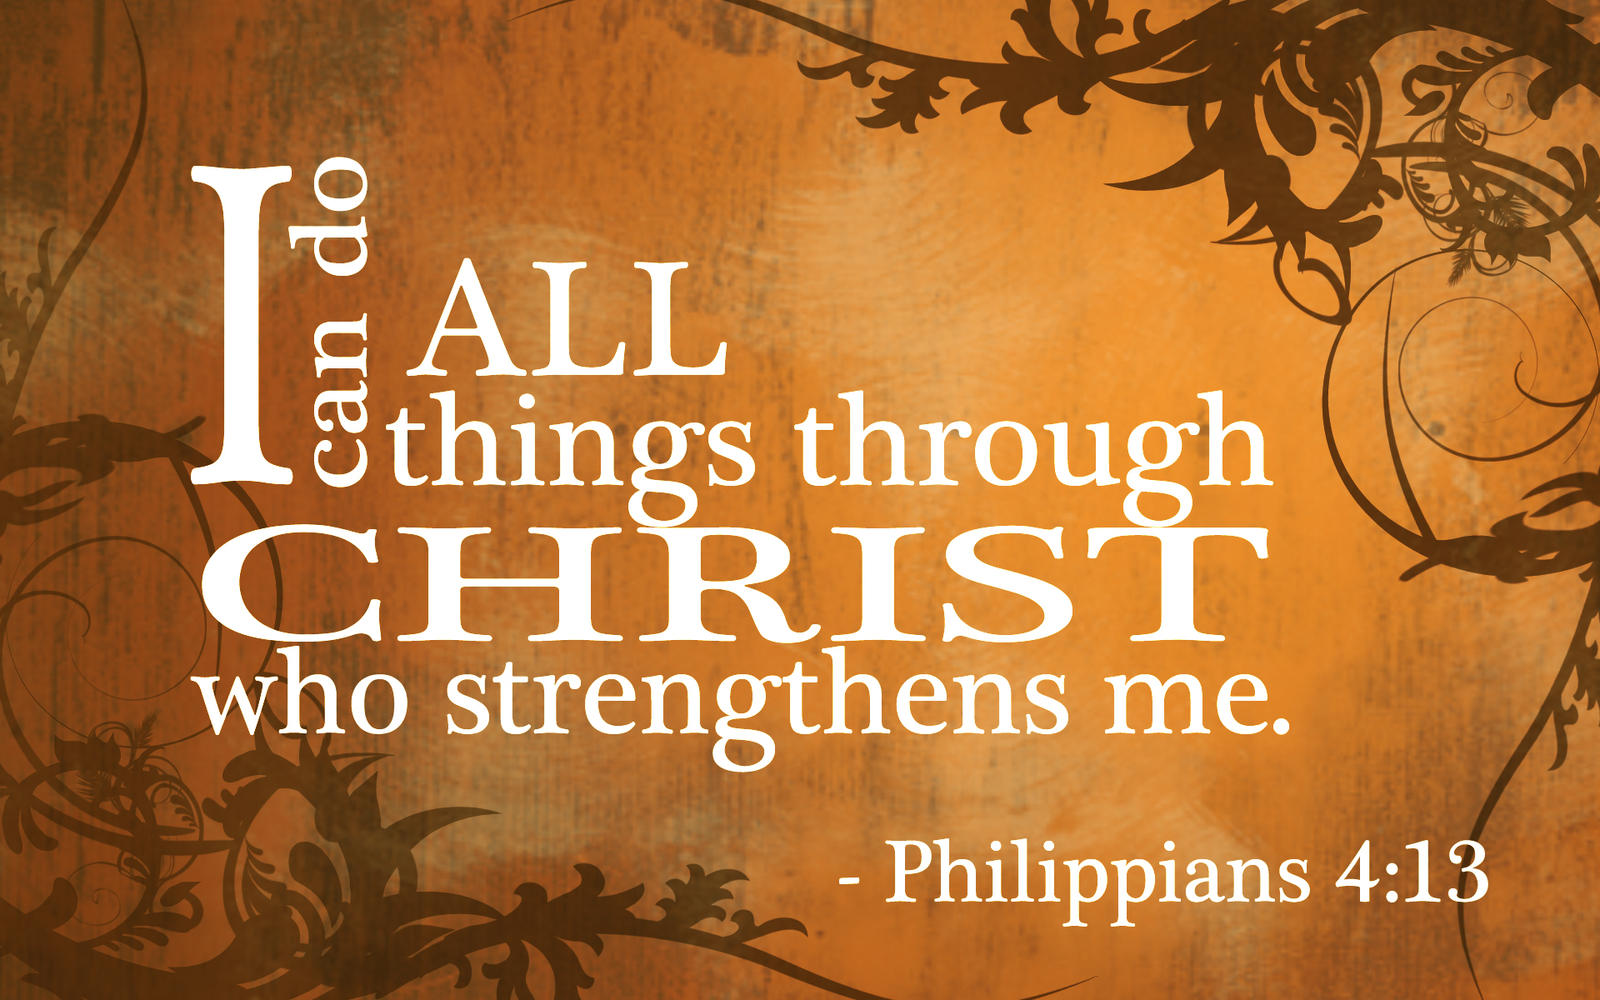 I can do ALL
things through
CHRIST
who strengthens me.
- Philippians 4:13